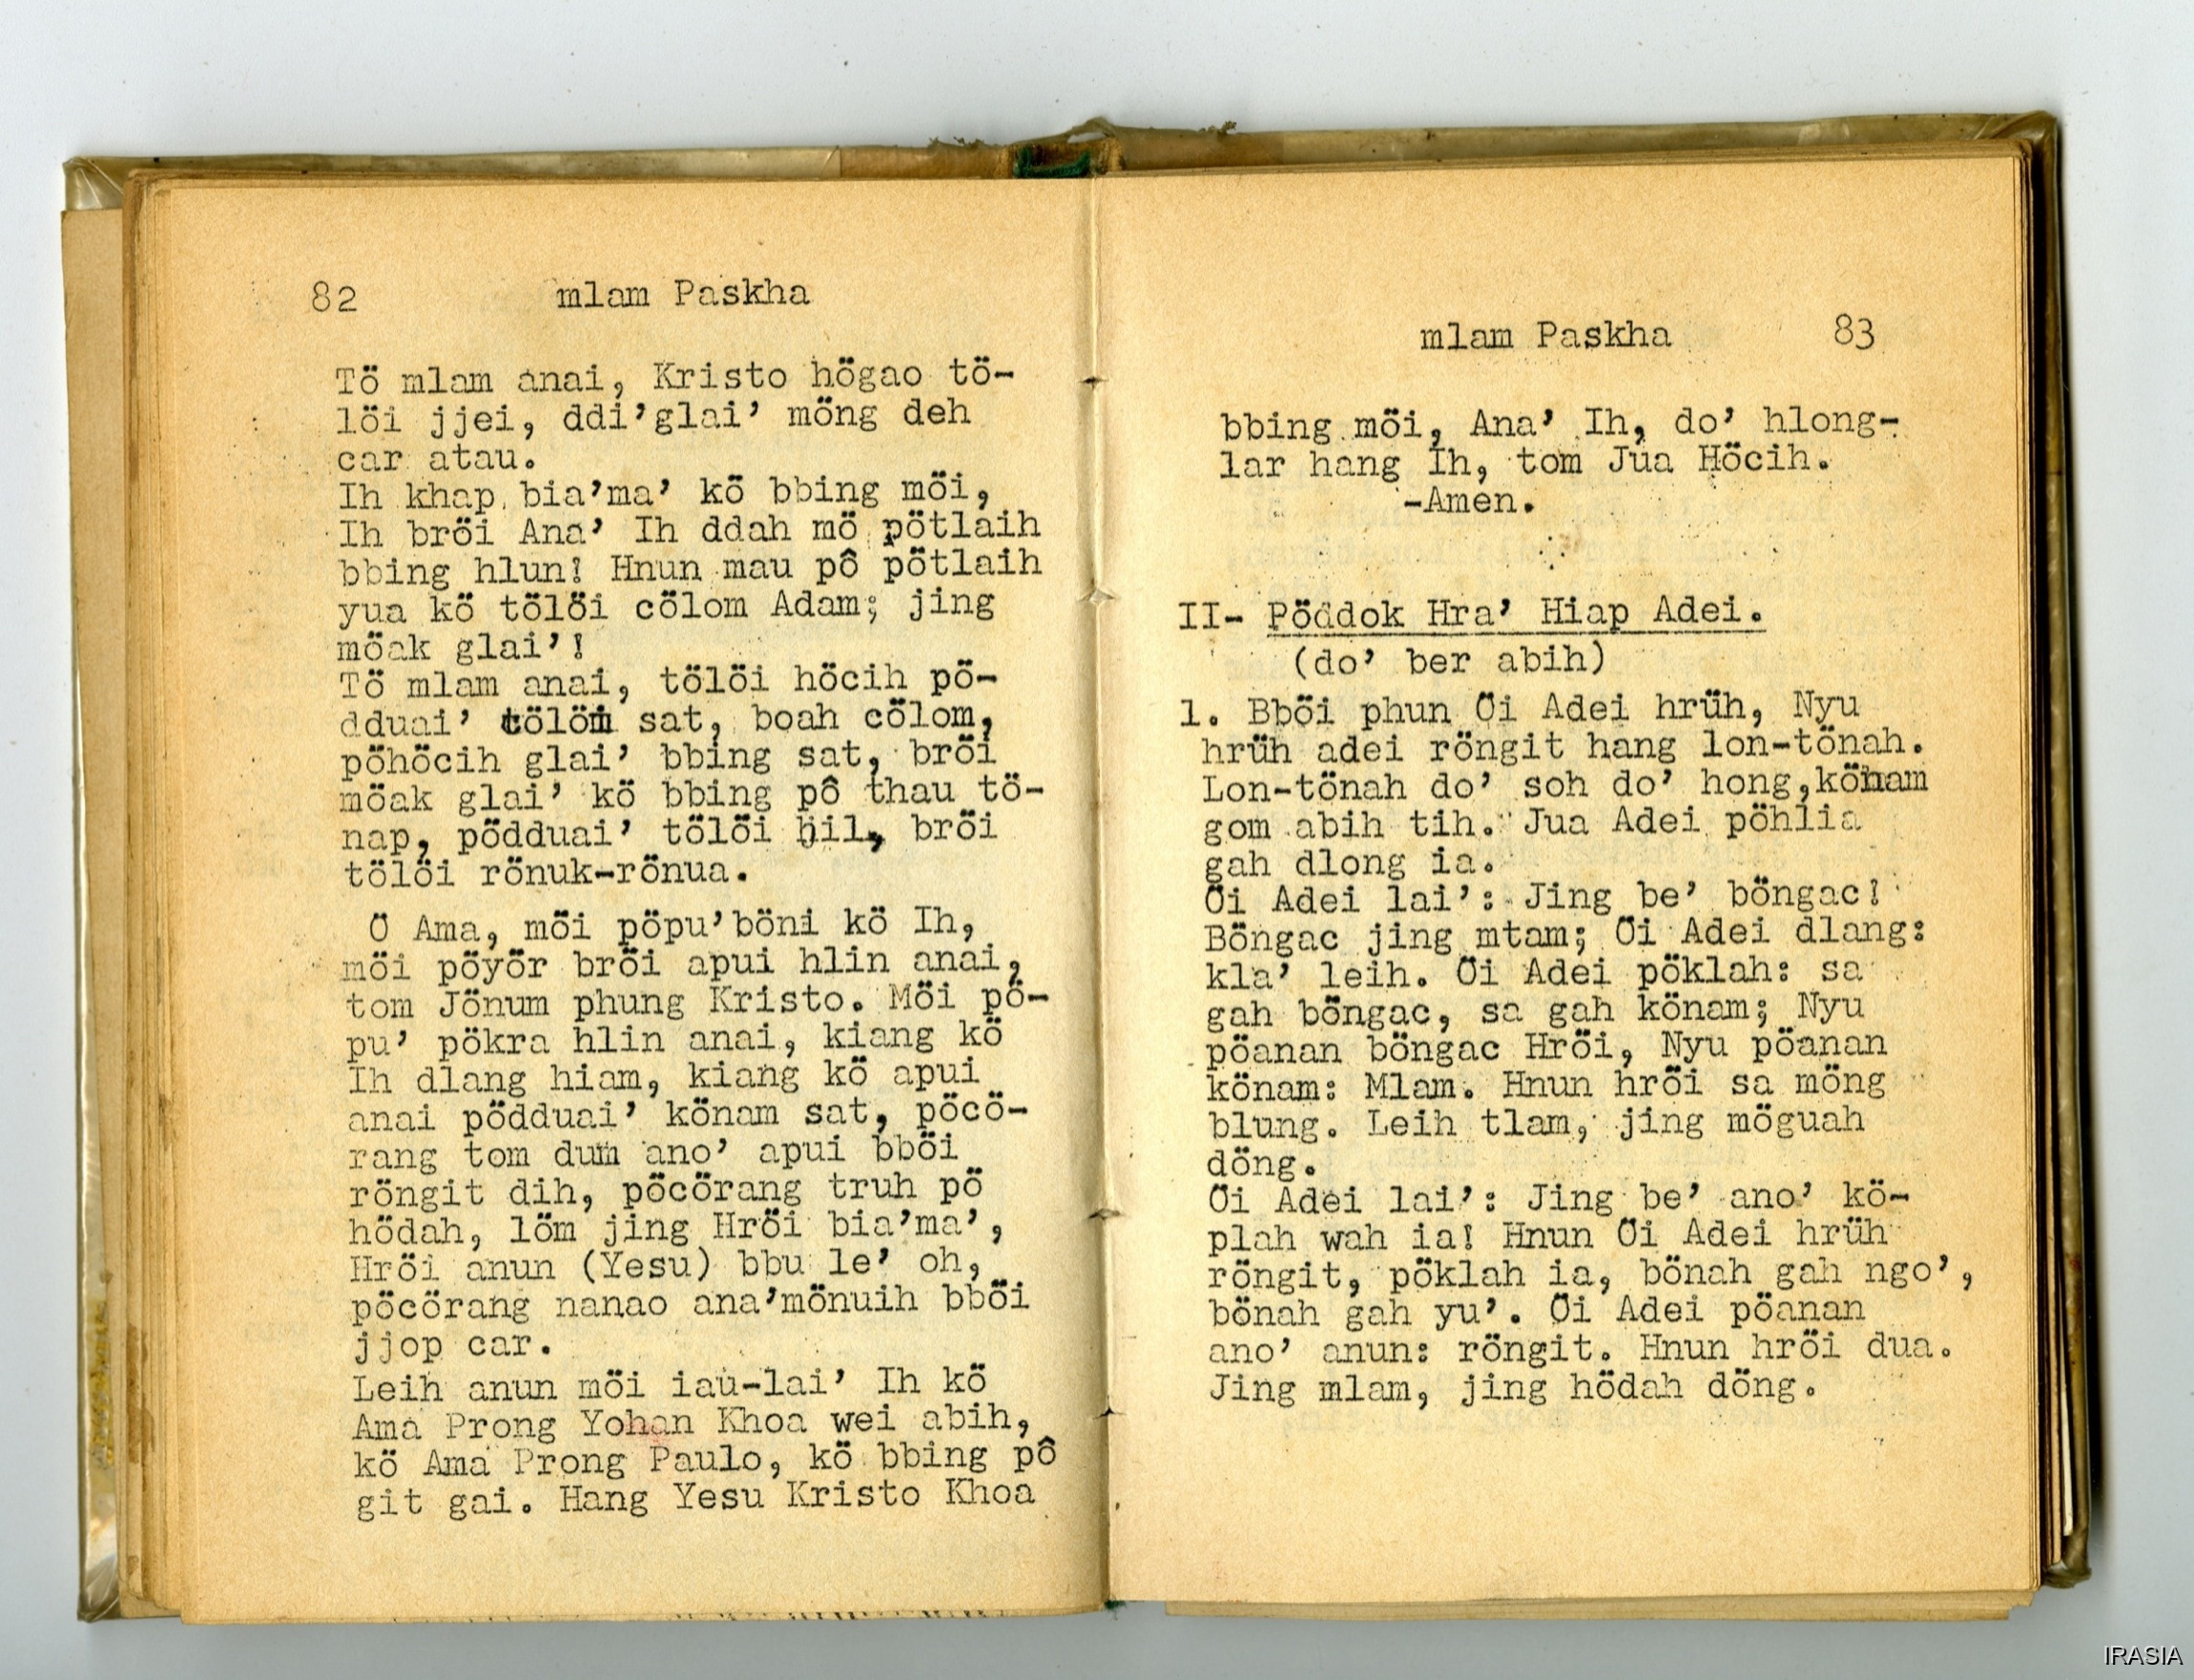 82 mlam Paskha
Tö mlam anai, Kristo högao tö-
löi jjei, ddi’glai’ möng deh
car atau.
Ih khap bia’ma’ kö bbing möi,
Ih bröi Ana’ Ih ddah mö pötlaih
bbing hlun! Hnun mau pô pötlaih
yua kö tölöi cölom Adam; jing
möak glai’!
Tö mlam anai, tölöi höcih pö-
dduai’ sat, boah cölom,
pöhöcih glai’ bbing sat, bröi
möak glai’ kö bbing pô thau tö-
nap, pödduai’ tölöi bröi
tölöi rönuk-rönua.
Ö Ama, möi pöpu’böni kö Ih,
möi pöyör bröi apui hlin anai,
tom Jönum phung Kristo. Möi pö-
pu’ pökra hlin anai, kiang kö
Ih dlang hiam, kiang kö apui
anai pödduai’ könam sat, pöcö-
rang tom dum ano’ apui bböi
röngit dih, pöcörang truh pö
hödah, löm jing Hröi bia’ma’,
Hröi anun (Yesu) bbu le’ oh,
pöcörang nanao ana’mönuih bböi
jjop car.
Leih anun möi iau-lai’ Ih kö
Ama Prong Yohan Khoa wei abih,
kö Ama Prong Paulo, kö bbing pô
git gai. Hang Yesu Kristo Khoa
mlam Paskha 83
bbing möi, Ana’ Ih, do’ hlong-
lar hang Ih, tom Jua Höcih.
-Amen.
II- Pöddok Hra’ Hiap Adei.
(do’ ber abih)
1. Bböi phun Öi Adei hrüh, Nyu
hrüh adei röngit hang lon-tönah.
Lon-tönah do’ soh do’ hong,könam
gom abih tih. Jua Adei pöhlia
gah dlong ia.
Öi Adei lai’: Jing be’ böngac!
Böngac jing mtam; Öi Adei dlang:
kla’ leih. Öi Adei pöklah: sa
gah böngac, sa gah könam; Nyu
pöanan böngac Hröi, Nyu pöanan
könam: Mlam. Hnun hröi sa möng
blung. Leih tlam, jing möguah
döng.
Öi Adei lai’: Jing be’ ano’ kö-
plah wah ia! Hnun Öi Adei hrüh
röngit, pöklah ia, bönah gah ngo’,
bönah gah yu’. Öi Adei pöanan
ano’ anun: röngit. Hnun hröi dua.
Jing mlam, jing hödah döng.
IRASIA